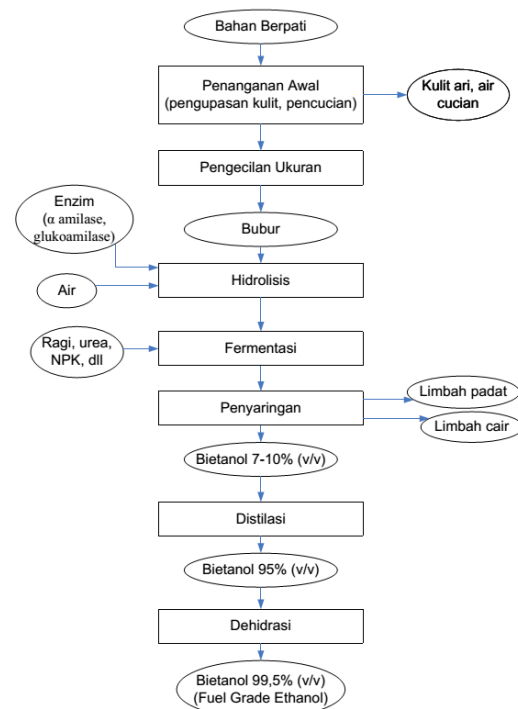 Bahan Berpati
Penanganan Awal
(pengupasan kulit, pencucian)
Kulit ari, air
cucian
Pengecilan Ukuran
Enzim
(α amilase,
glukoamilase)
Bubur
Hidrolisis
Air
Ragi, urea,
NPK, dll
Fermentasi
Penyaringan
Limbah padat
Limbah cair
Bietanol 7-10% (v/v)
Distilasi
Bietanol 95% (v/v)
Dehidrasi
Bietanol 99,5% (v/v)
(Fuel Grade Ethanol)